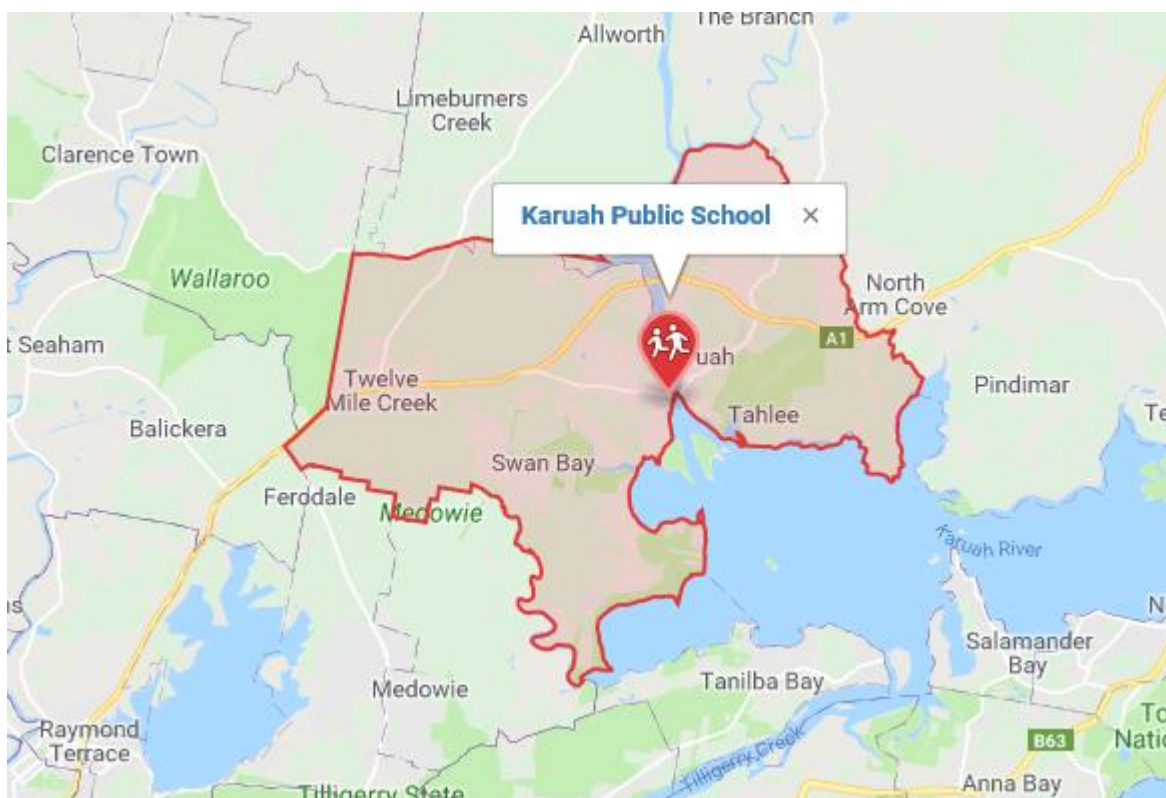 The Branch
Allworth
Limeburners
Creek
Clarence Town
Karuah Public School ×
Wallaroo
North
Arm Cove
A1
Seaham
uah
Twelve
Mile Creek
Pindimar
Tahlee
Balickera
Swan Bay
Ferodale
Medowie
Karuah River
Salamander
Bay
Medowie
Tanilba Bay
Raymond
Terrace
B63
Tilligerry Creek
Anna Bay
Tilligerry State